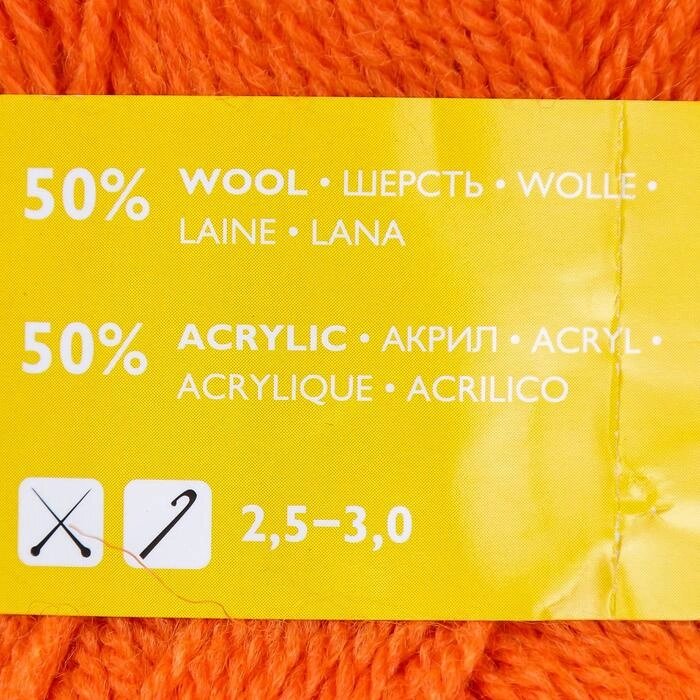 50% WOOL • ШЕРСТЬ • WOLLE •
LAINE • LANA
50% ACRYLIC • АКРИЛ • ACRYL •
ACRYLIQUE • ACRILICO
2,5–3,0